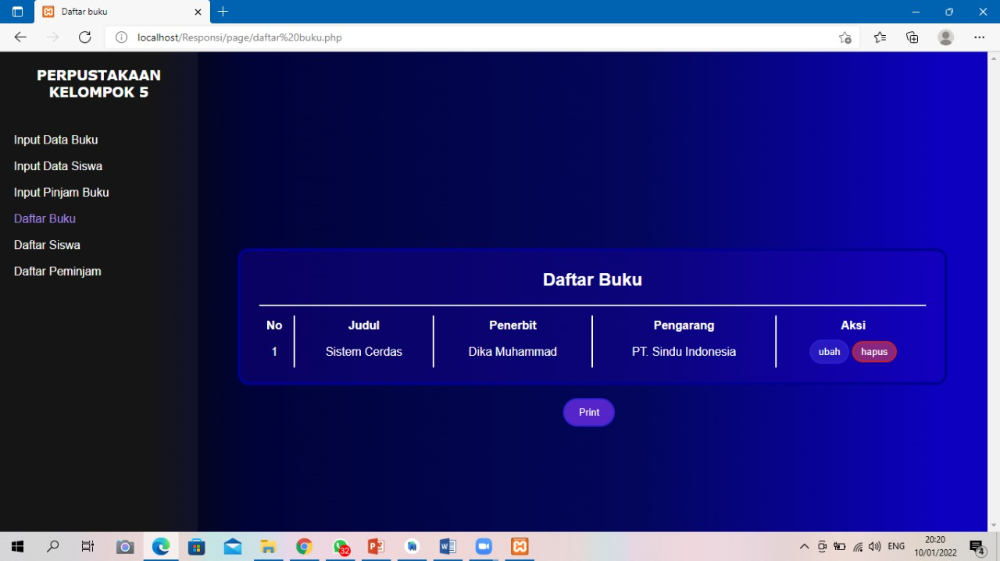 Daftar buku
localhost/Responsi/page/daftar%20buku.php
PERPUSTAKAAN
KELOMPOK 5
Input Data Buku
Input Data Siswa
Input Pinjam Buku
Daftar Buku
Daftar Siswa
Daftar Peminjam
Daftar Buku
No Judul Penerbit Pengarang Aksi
1 Sistem Cerdas Dika Muhammad PT. Sindu Indonesia ubah hapus
Print
32
ENG
20:20
10/01/2022
4